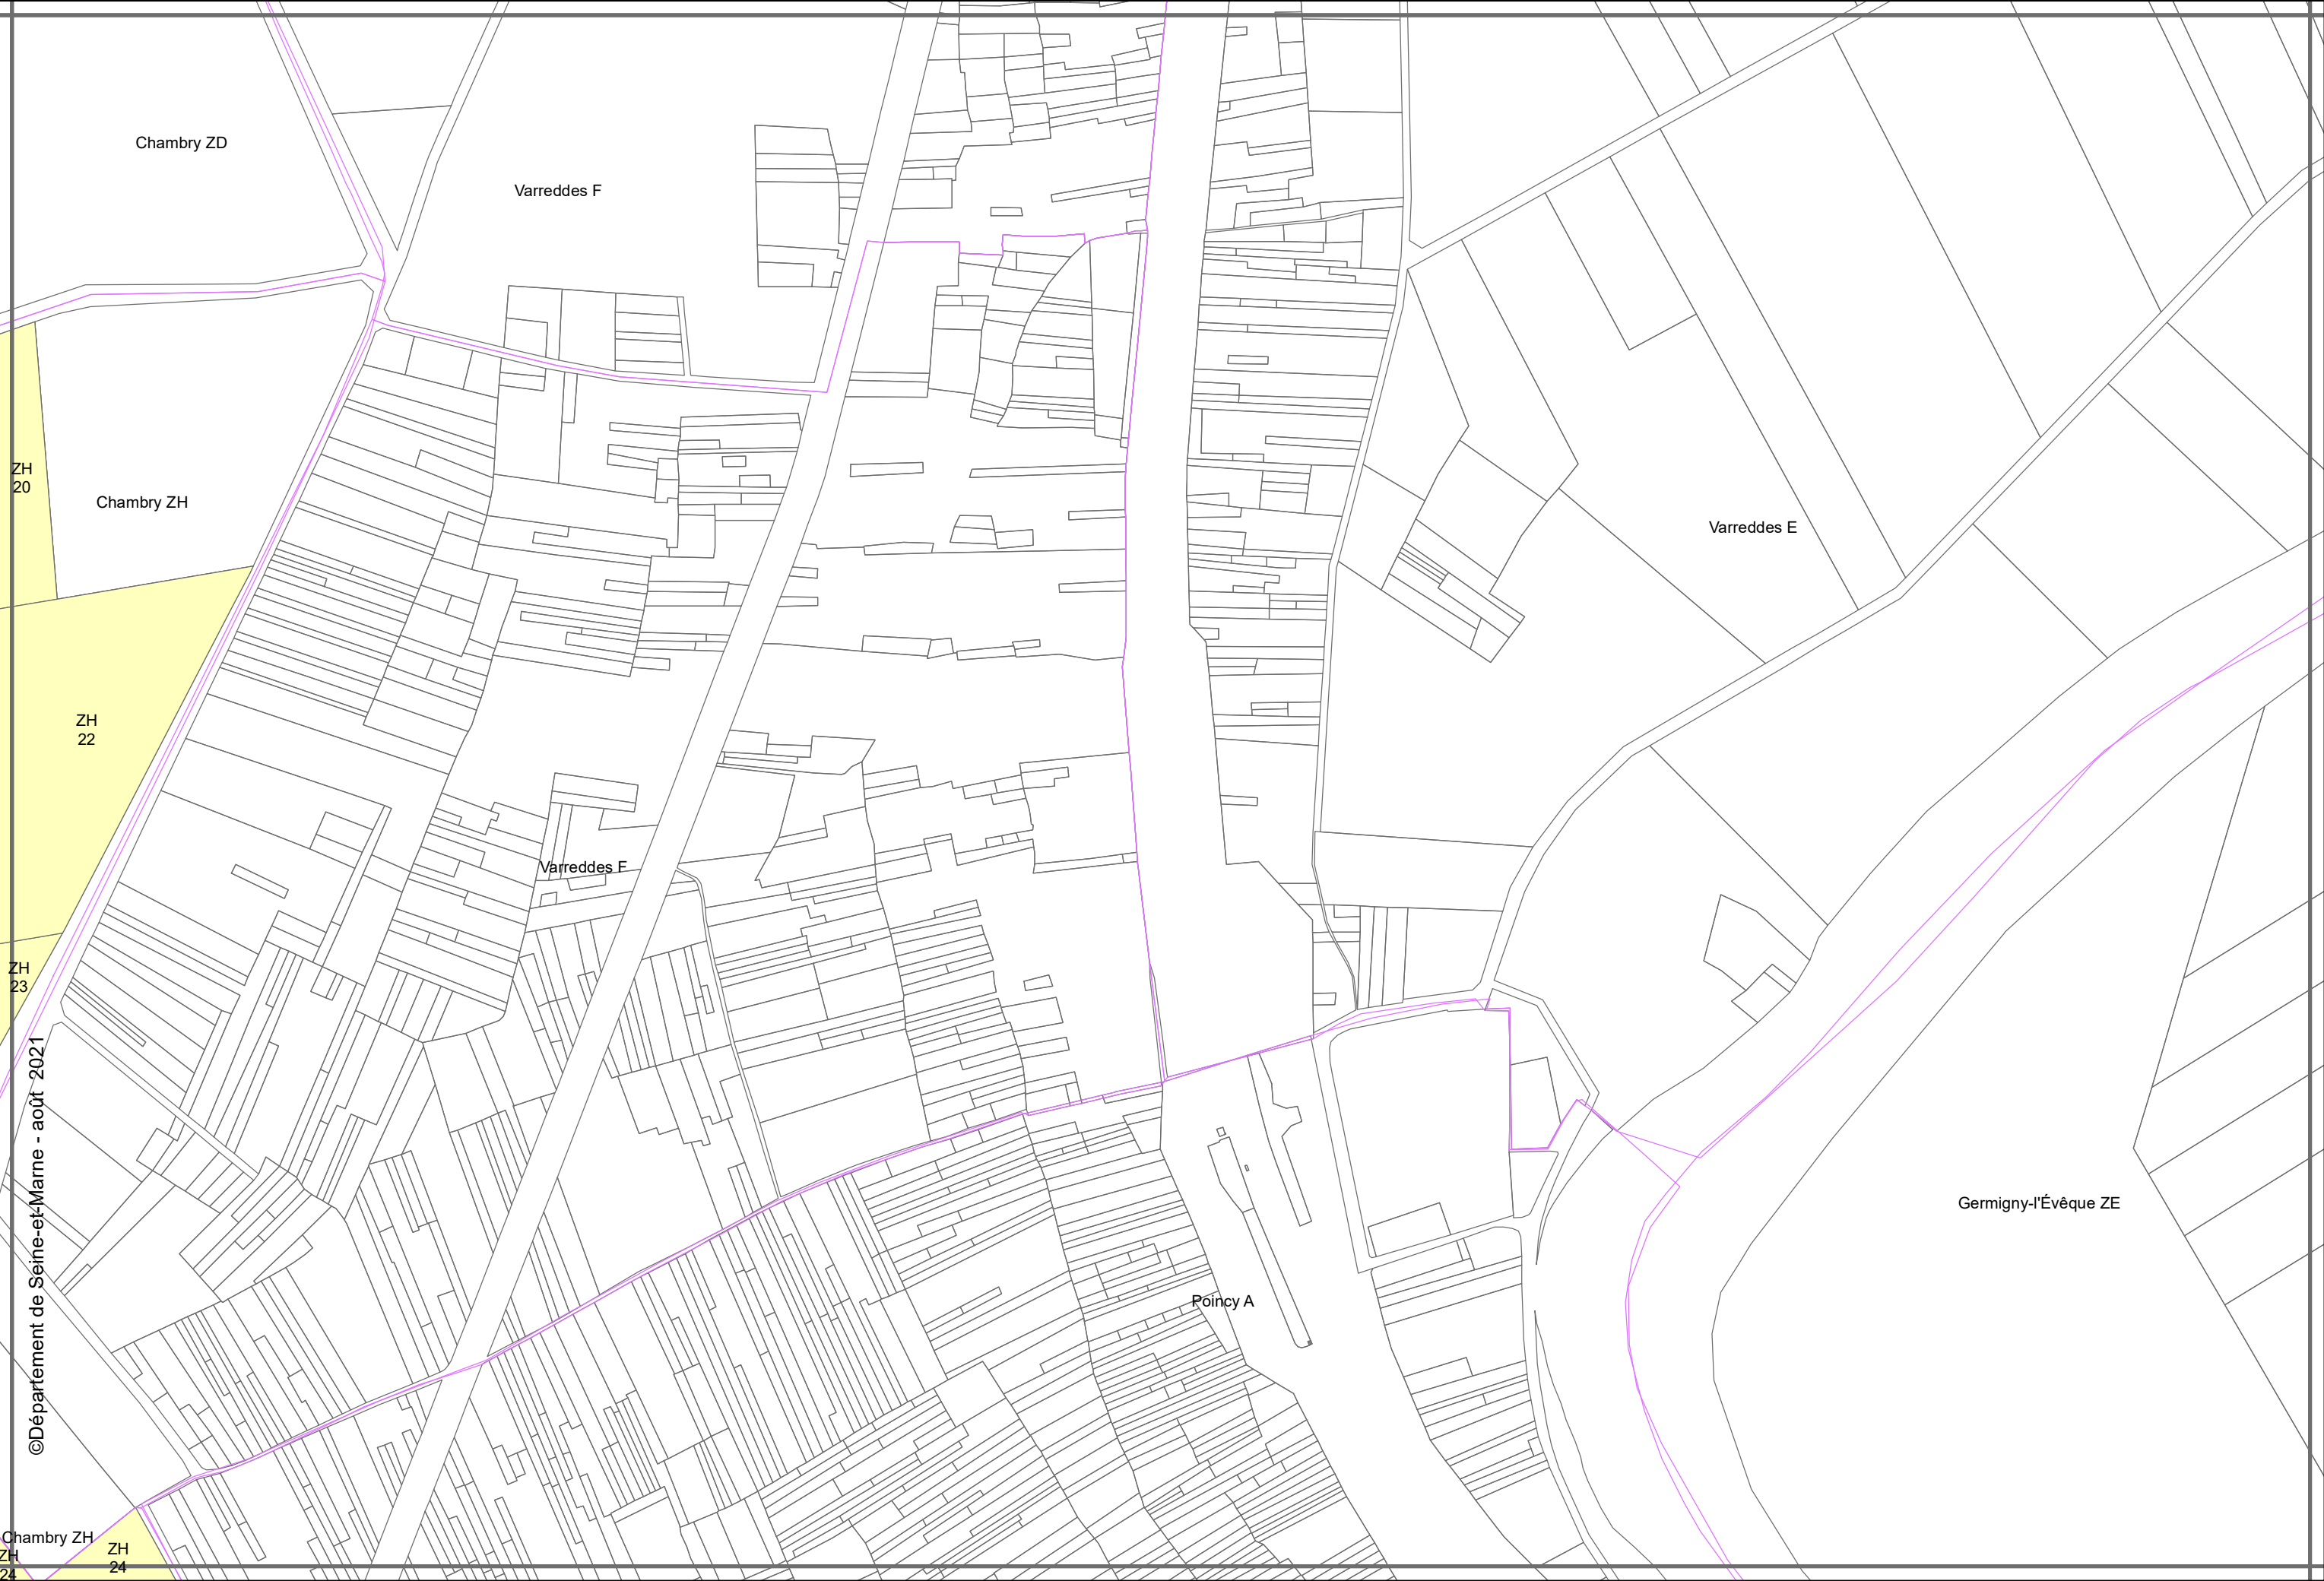 Chambry ZD
Varreddes F
ZH
20
Chambry ZH
Varreddes E
ZH
22
Varreddes F
ZH
23
©Département de Seine-et-Marne - août 2021
Germigny-l'Évêque ZE
Poincy A
Chambry ZH
ZH
24
ZH
24